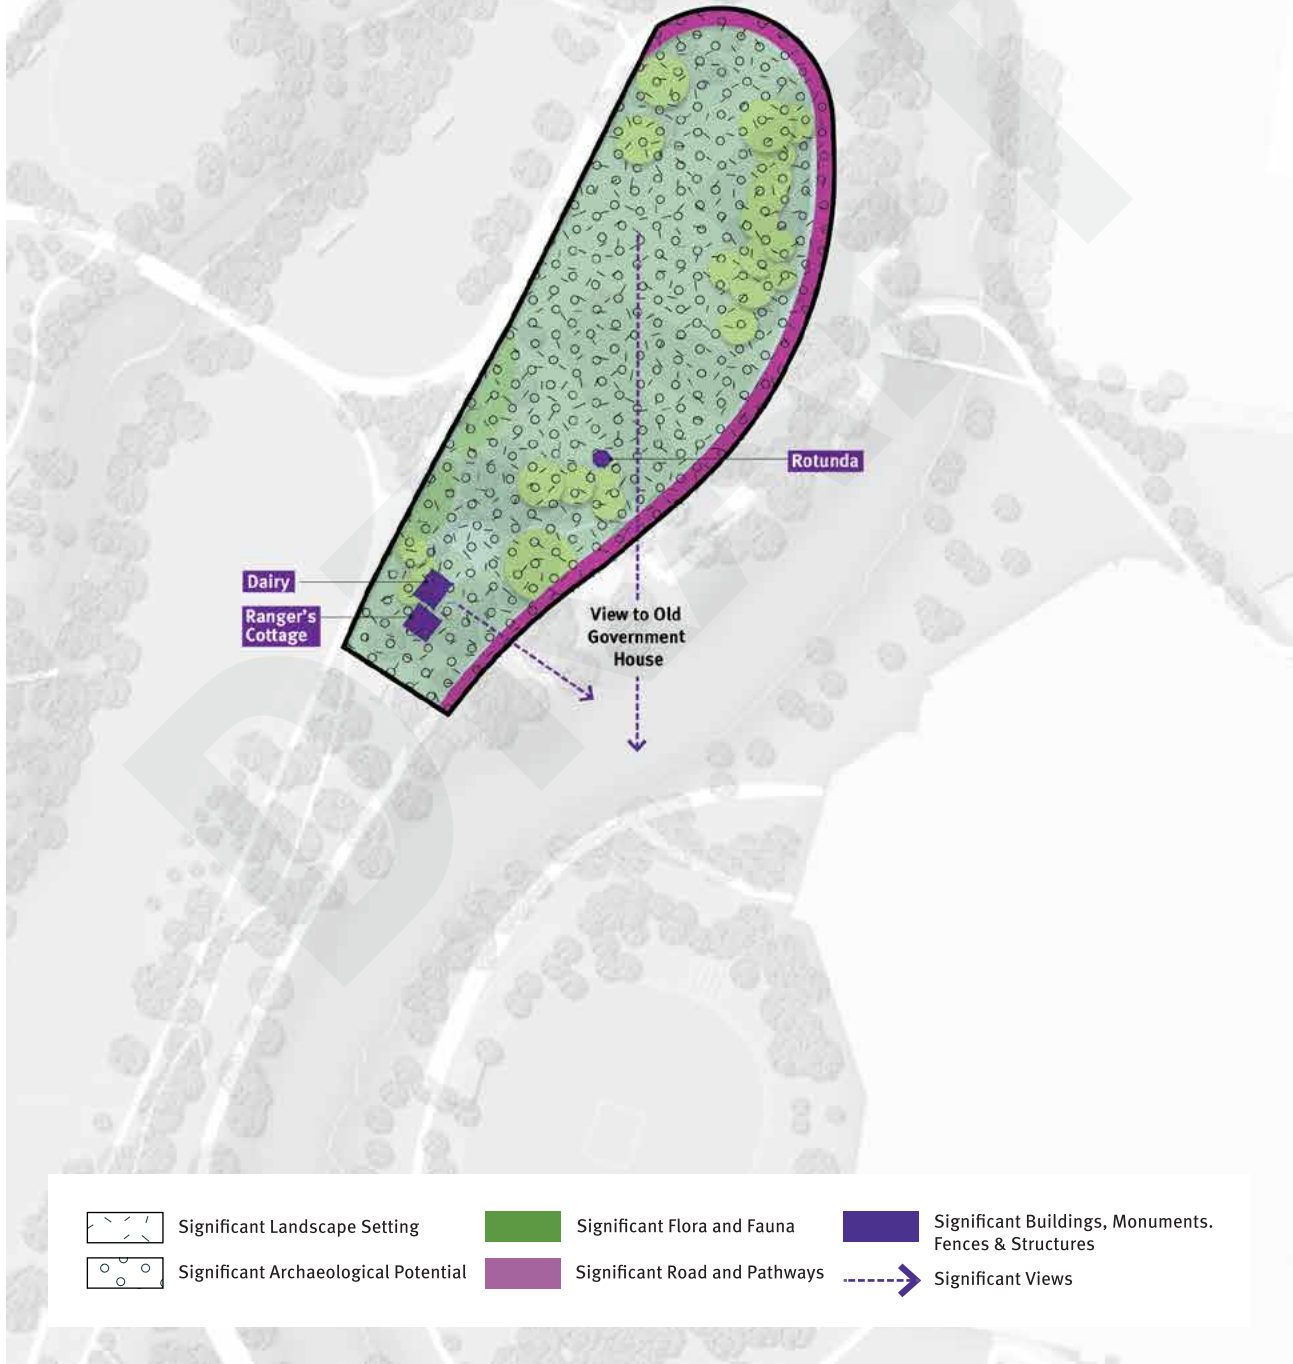 DRAFT
Rotunda
Dairy
Ranger's
Cottage
View to Old
Government
House
Significant Landscape Setting
Significant Archaeological Potential
Significant Flora and Fauna
Significant Road and Pathways
Significant Buildings, Monuments.
Fences & Structures
Significant Views